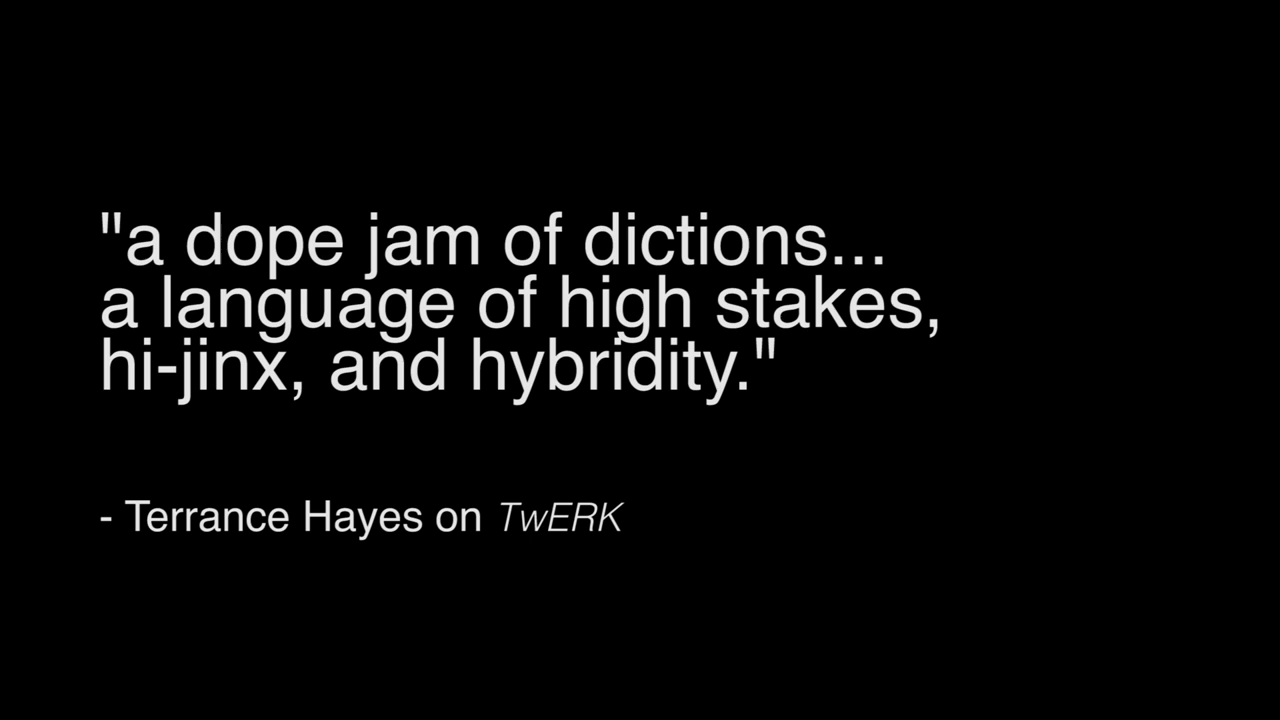 "a dope jam of dictions...
a language of high stakes,
hi-jinx, and hybridity."
- Terrance Hayes on TwERK